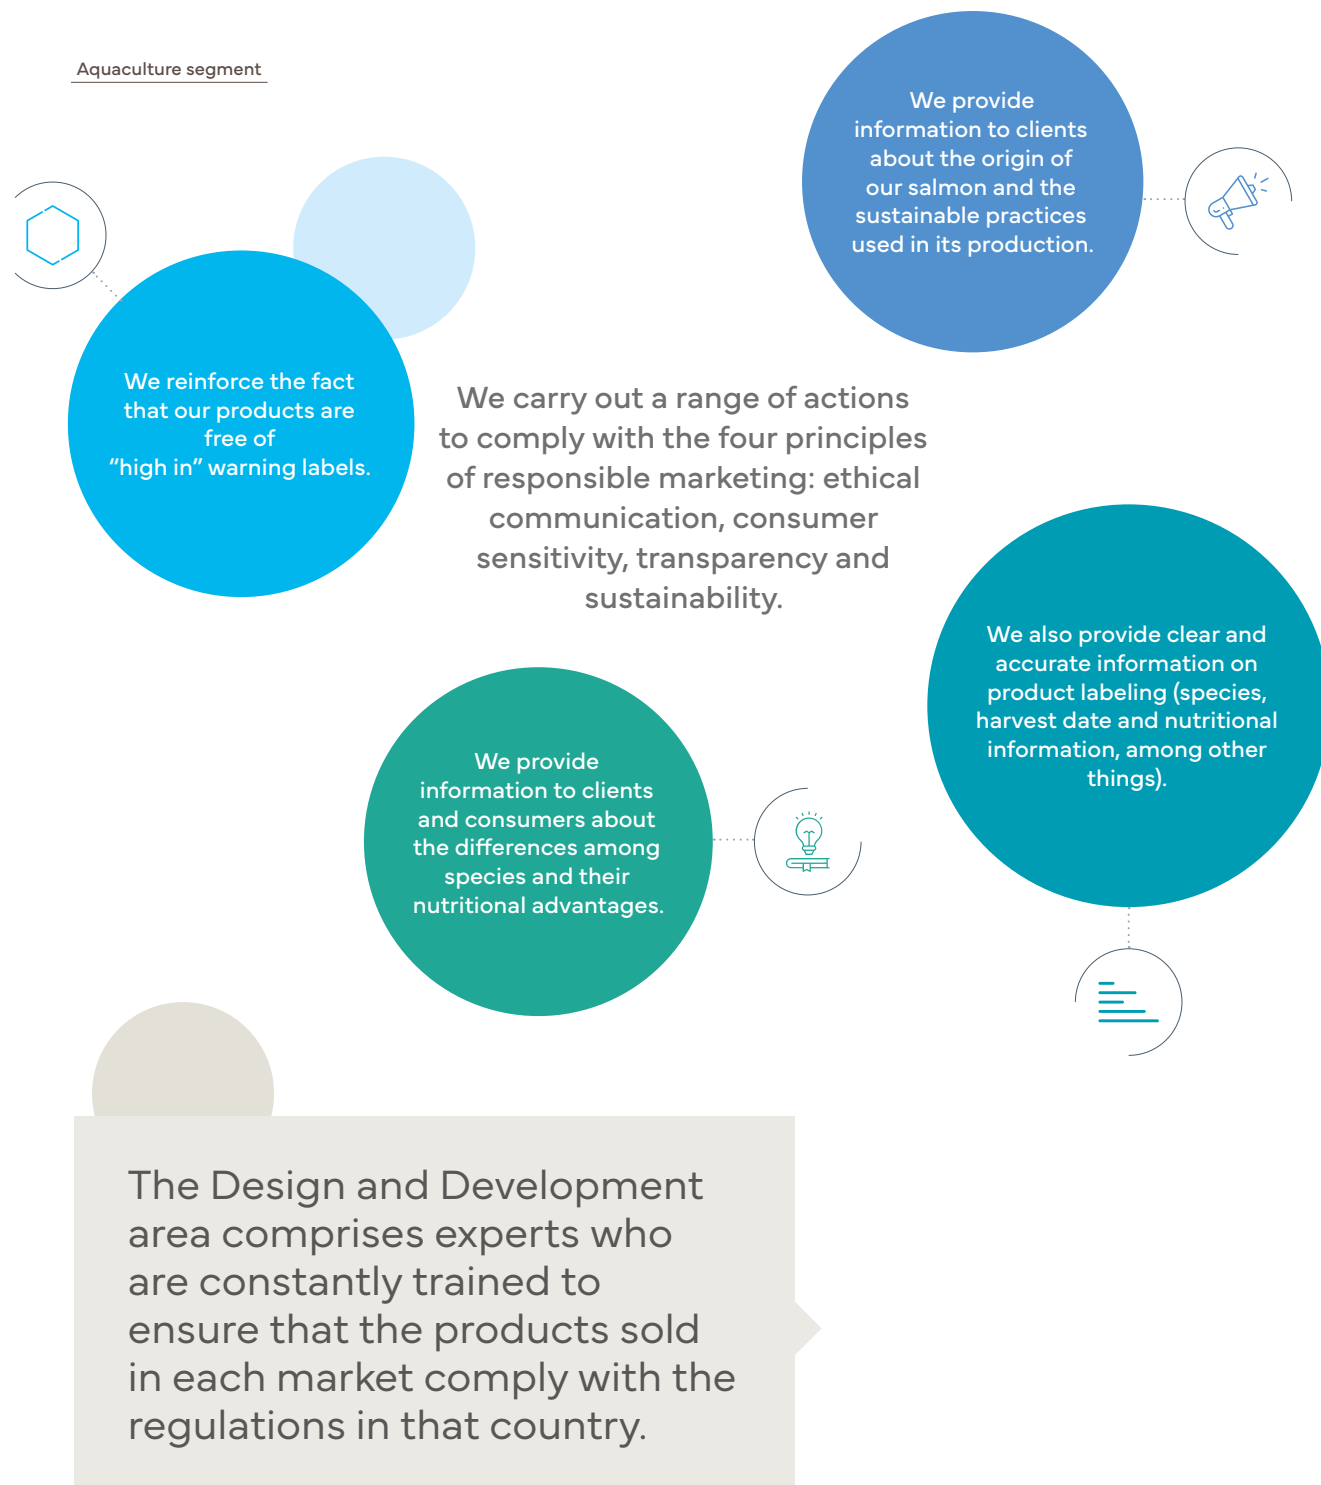 Aquaculture segment
We provide
information to clients
about the origin of
our salmon and the
sustainable practices
used in its production.
We reinforce the fact
that our products are
free of
“high in” warning labels.
We carry out a range of actions
to comply with the four principles
of responsible marketing: ethical
communication, consumer
sensitivity, transparency and
sustainability.
We also provide clear and
accurate information on
product labeling (species,
harvest date and nutritional
information, among other
things).
We provide
information to clients
and consumers about
the differences among
species and their
nutritional advantages.
The Design and Development
area comprises experts who
are constantly trained to
ensure that the products sold
in each market comply with the
regulations in that country.